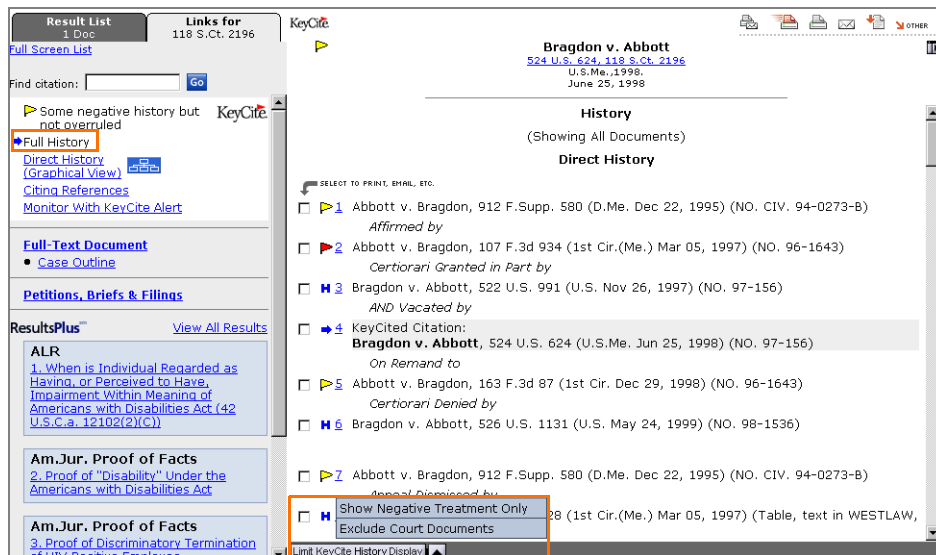 Result List
1 Doc
Links for
118 S.Ct. 2196
Full Screen List
Find citation:
Go
Some negative history but
not overruled
KeyCite
Full History
Direct History
(Graphical View)
Citing References
Monitor With KeyCite Alert
Full-Text Document
Case Outline
Petitions, Briefs & Filings
ResultsPlus
View All Results
ALR
1. When is Individual Regarded as
Having, or Perceived to Have,
Impairment Within Meaning of
Americans with Disabilities Act (42
U.S.C.a. 12102(2)(C))
Am.Jur. Proof of Facts
2. Proof of "Disability" Under the
Americans with Disabilities Act
Am.Jur. Proof of Facts
3. Proof of Discriminatory Termination
KeyCite
OTHER
Bragdon v. Abbott
524 U.S. 624, 118 S.Ct. 2196
U.S.Me.,1998.
June 25, 1998
History
(Showing All Documents)
Direct History
SELECT TO PRINT, EMAIL, ETC.
1 Abbott v. Bragdon, 912 F.Supp. 580 (D.Me. Dec 22, 1995) (NO. CIV. 94-0273-B)
Affirmed by
2 Abbott v. Bragdon, 107 F.3d 934 (1st Cir.(Me.) Mar 05, 1997) (NO. 96-1643)
Certiorari Granted in Part by
H 3 Bragdon v. Abbott, 522 U.S. 991 (U.S. Nov 26, 1997) (NO. 97-156)
AND Vacated by
4 KeyCited Citation:
Bragdon v. Abbott, 524 U.S. 624 (U.S.Me. Jun 25, 1998) (NO. 97-156)
On Remand to
5 Abbott v. Bragdon, 163 F.3d 87 (1st Cir. Dec 29, 1998) (NO. 96-1643)
Certiorari Denied by
H 6 Bragdon v. Abbott, 526 U.S. 1131 (U.S. May 24, 1999) (NO. 98-1536)
7 Abbott v. Bragdon, 912 F.Supp. 580 (D.Me. Dec 22, 1995) (NO. CIV. 94-0273-B)
Appeal Dismissed by
H 28 (1st Cir.(Me.) Mar 05, 1997) (Table, text in WESTLAW,
Show Negative Treatment Only
Exclude Court Documents
Limit KeyCite History Display